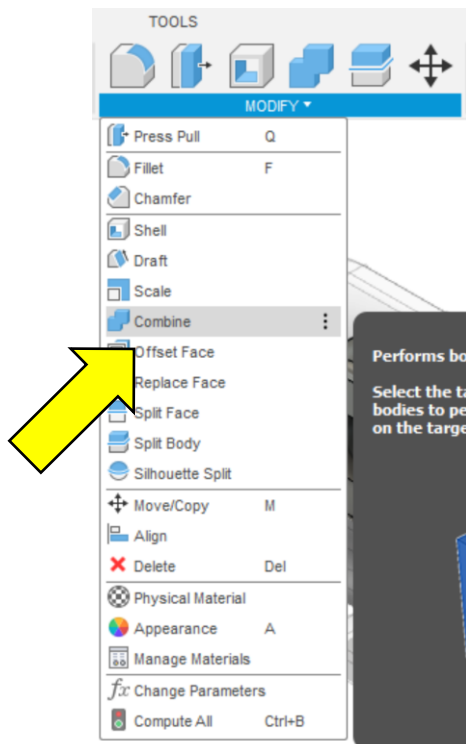 TOOLS
MODIFY
Press Pull Q
Fillet F
Chamfer
Shell
Draft
Scale
Combine
Offset Face
Replace Face
Split Face
Split Body
Silhouette Split
Move/Copy M
Align
Delete Del
Physical Material
Appearance A
Manage Materials
fx Change Parameters
Compute All Ctrl+B
Performs bo
Select the ta
bodies to pe
on the targe